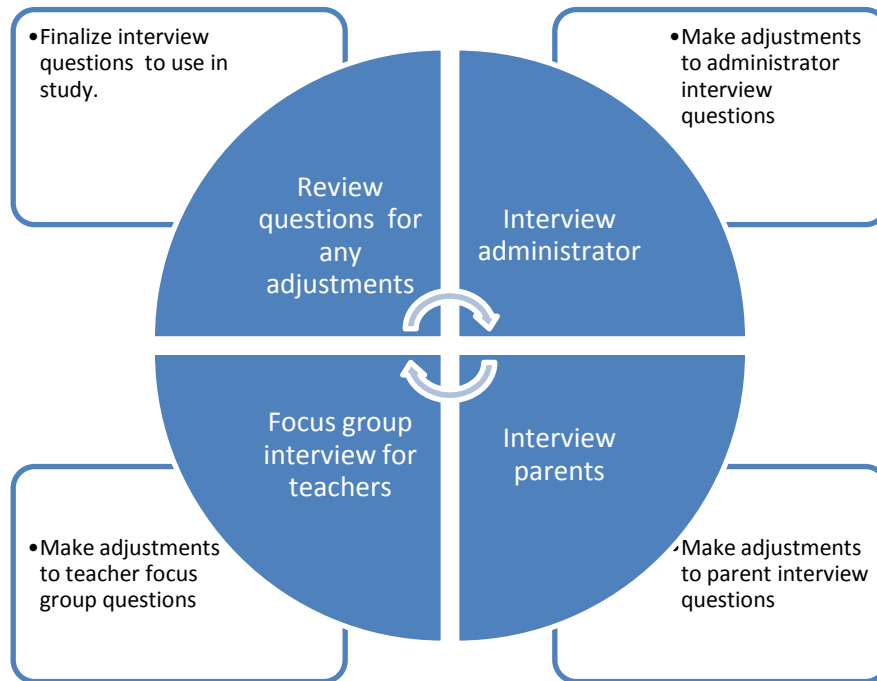 •Finalize interview
questions to use in
study.
•Make adjustments
to administrator
interview
questions
Review
questions for
any
adjustments
Interview
administrator
Focus group
interview for
teachers
Interview
parents
•Make adjustments
to teacher focus
group questions
•Make adjustments
to parent interview
questions